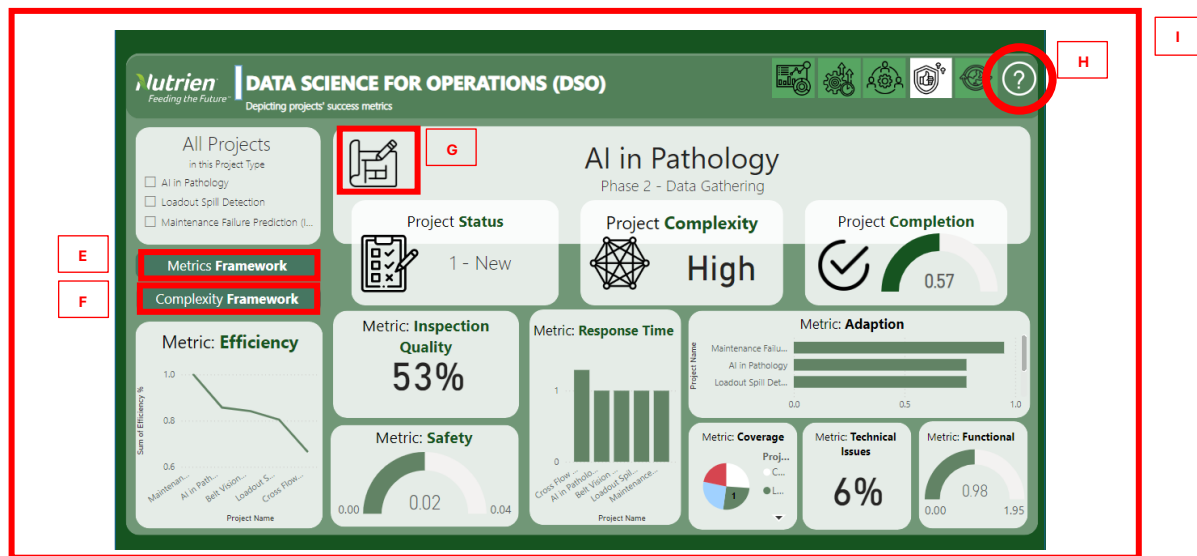 I
H
Nutrien
Feeding the Future™
DATA SCIENCE FOR OPERATIONS (DSO)
Depicting projects' success metrics
?
All Projects
in this Project Type
AI in Pathology
Loadout Spill Detection
Maintenance Failure Prediction (I...
G
AI in Pathology
Phase 2 - Data Gathering
Project Status
1 - New
Project Complexity
High
Project Completion
0.57
E
Metrics Framework
F
Complexity Framework
Metric: Efficiency
Sum of Efficiency %
1.0
0.8
0.6
Maintenan...
AI in Path...
Belt Vision ...
Loadout S...
Cross Flow...
Project Name
Metric: Inspection
Quality
53%
Metric: Safety
0.02
0.00
0.04
Metric: Response Time
1
0
Cross Flow ...
AI in Patholo...
Belt Vision ...
Loadout Spil...
Maintenance...
Project Name
Metric: Adaption
Project Name
Maintenance Failu...
AI in Pathology
Loadout Spill Det...
0.0
0.5
1.0
Metric: Coverage
Proj...
C...
L...
1
Metric: Technical
Issues
6%
Metric: Functional
0.98
0.00
1.95